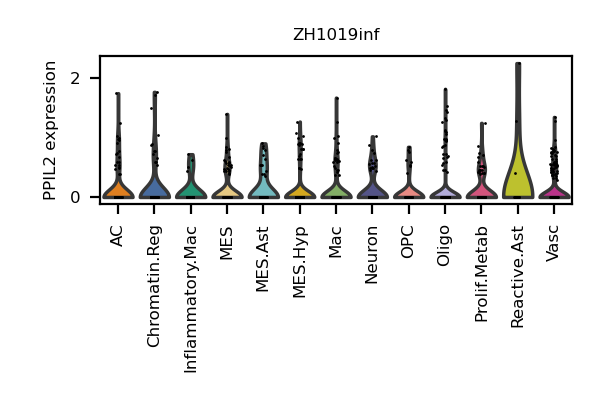 ZH1019inf
PPIL2 expression
2
0
AC
Chromatin.Reg
Inflammatory.Mac
MES
MES.Ast
MES.Hyp
Mac
Neuron
OPC
Oligo
Prolif.Metab
Reactive.Ast
Vasc